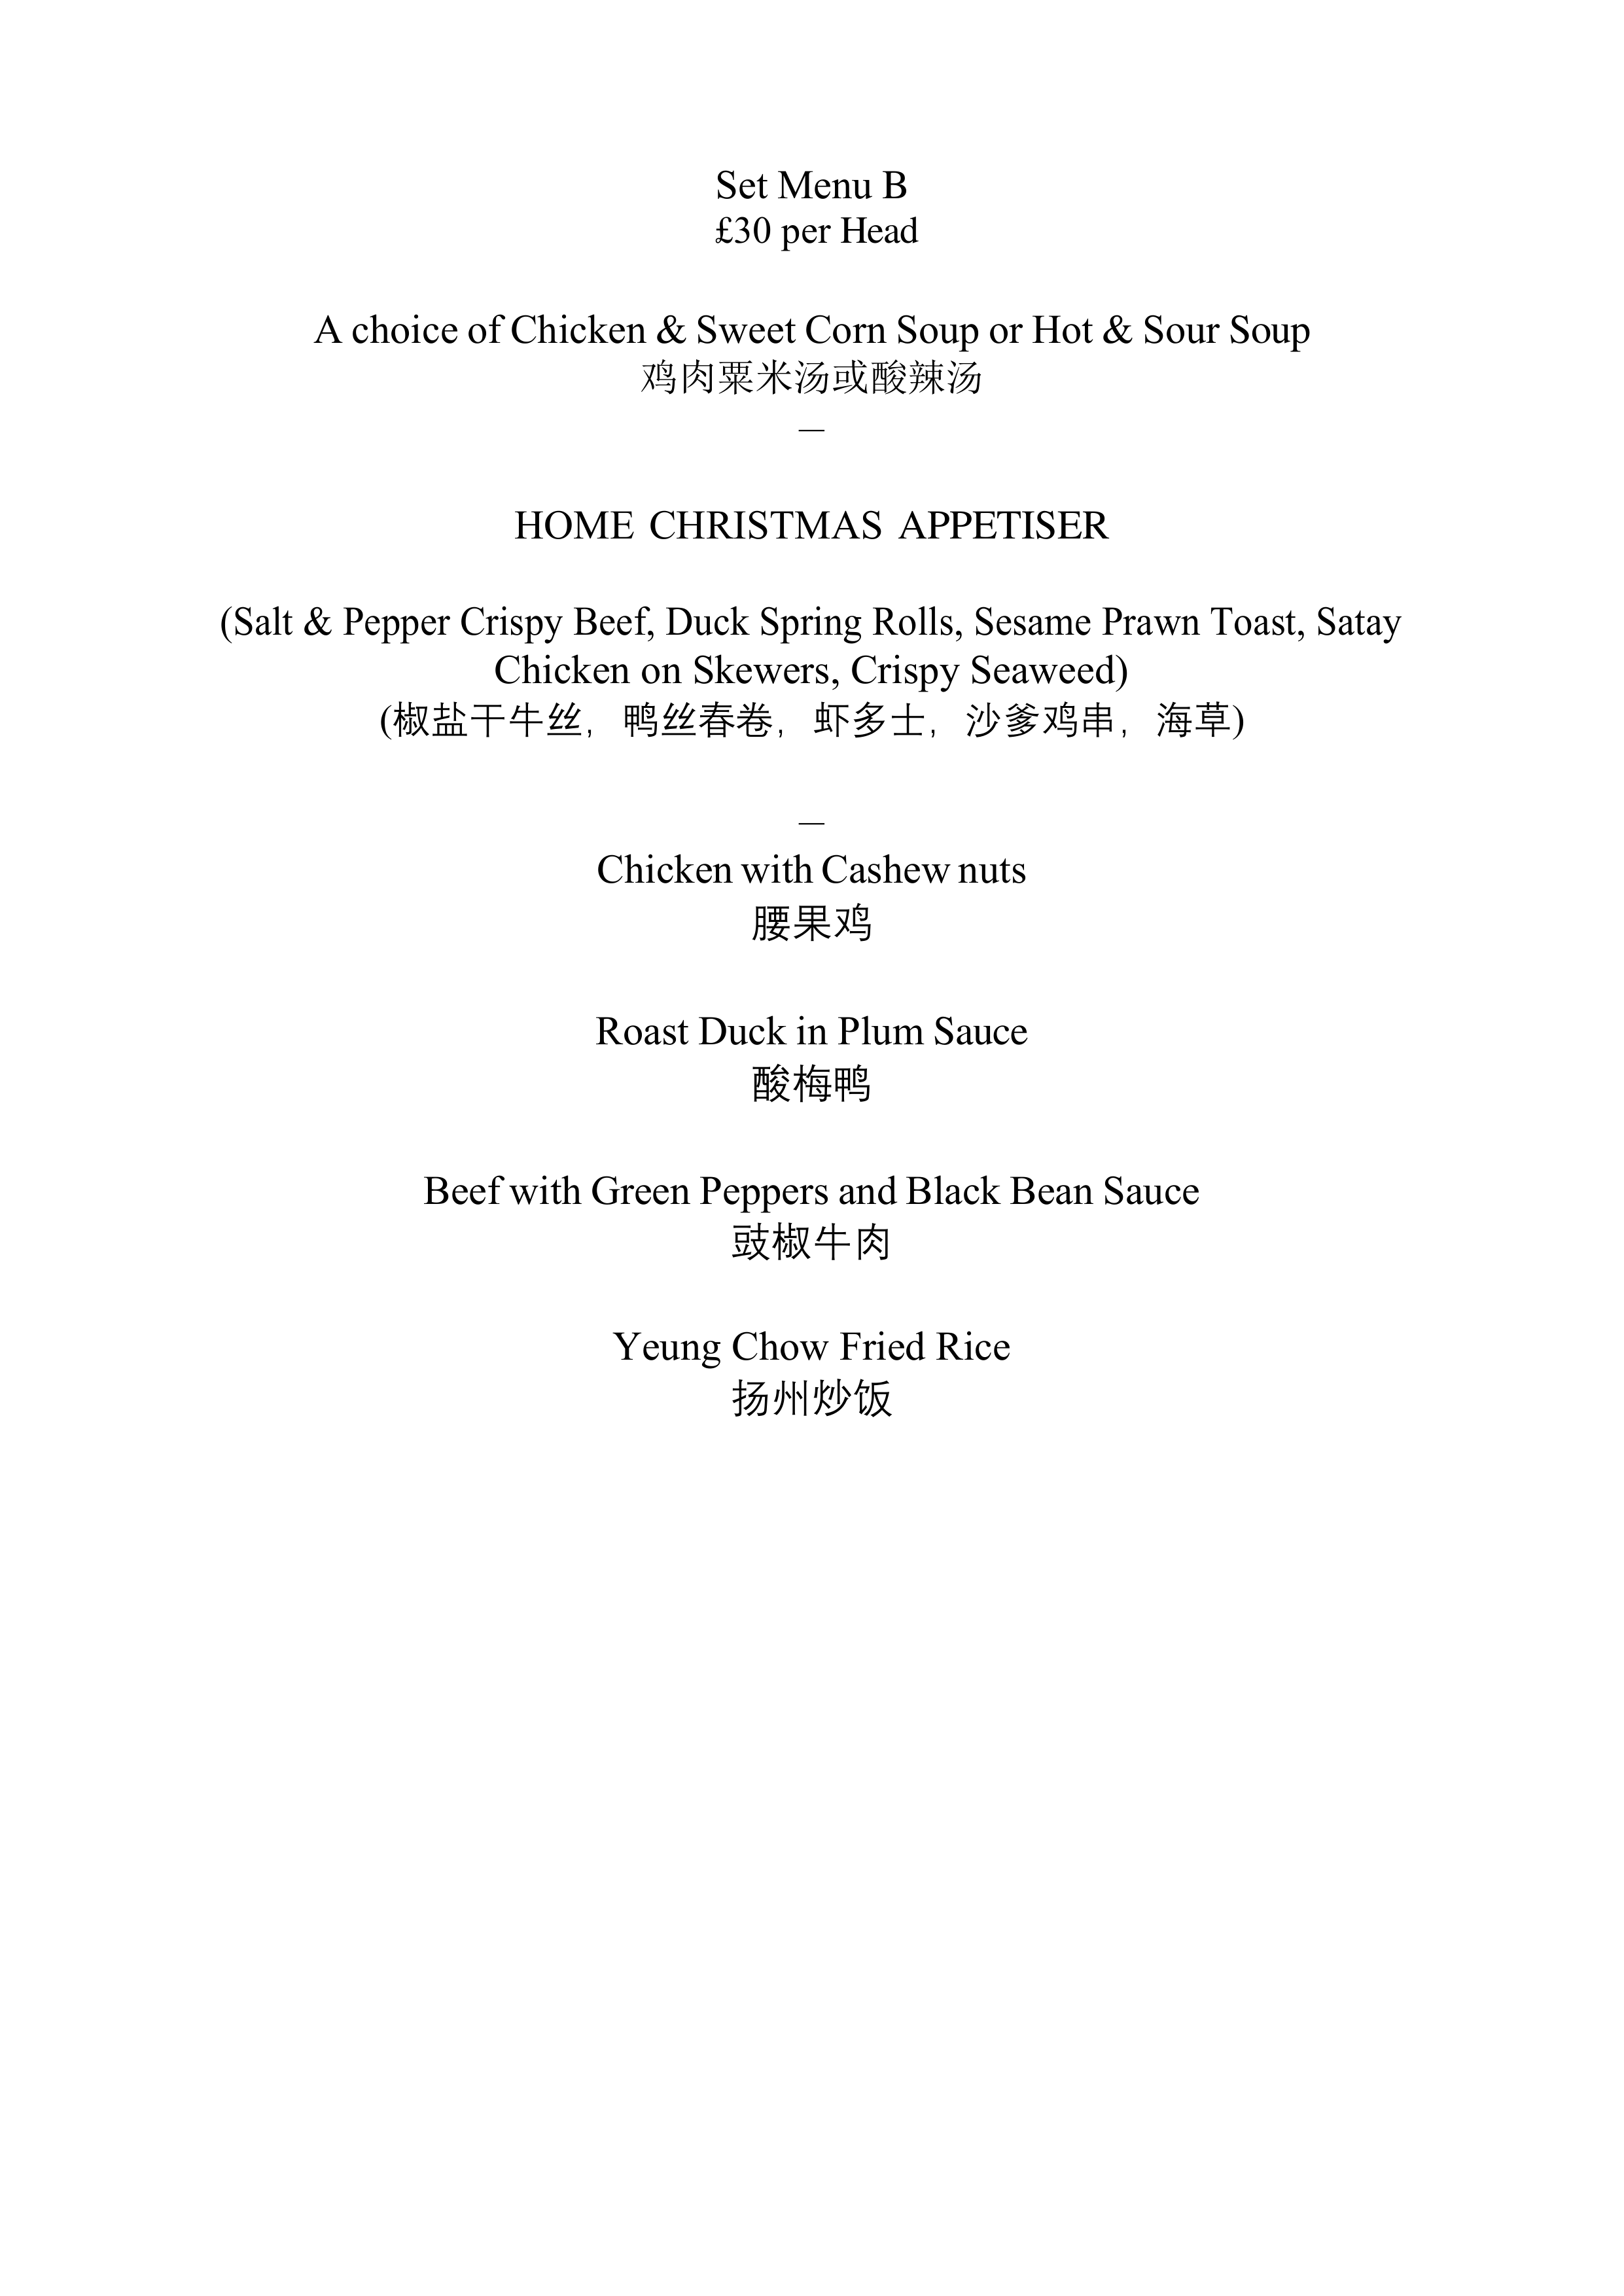 Set Menu B
£30 per Head
A choice of Chicken & Sweet Corn Soup or Hot & Sour Soup
鸡肉粟米汤或酸辣汤
—
HOME CHRISTMAS APPETISER
(Salt & Pepper Crispy Beef, Duck Spring Rolls, Sesame Prawn Toast, Satay
Chicken on Skewers, Crispy Seaweed)
(椒盐干牛丝，鸭丝春卷，虾多士，沙爹鸡串，海草)
—
Chicken with Cashew nuts
腰果鸡
Roast Duck in Plum Sauce
酸梅鸭
Beef with Green Peppers and Black Bean Sauce
豉椒牛肉
Yeung Chow Fried Rice
扬州炒饭